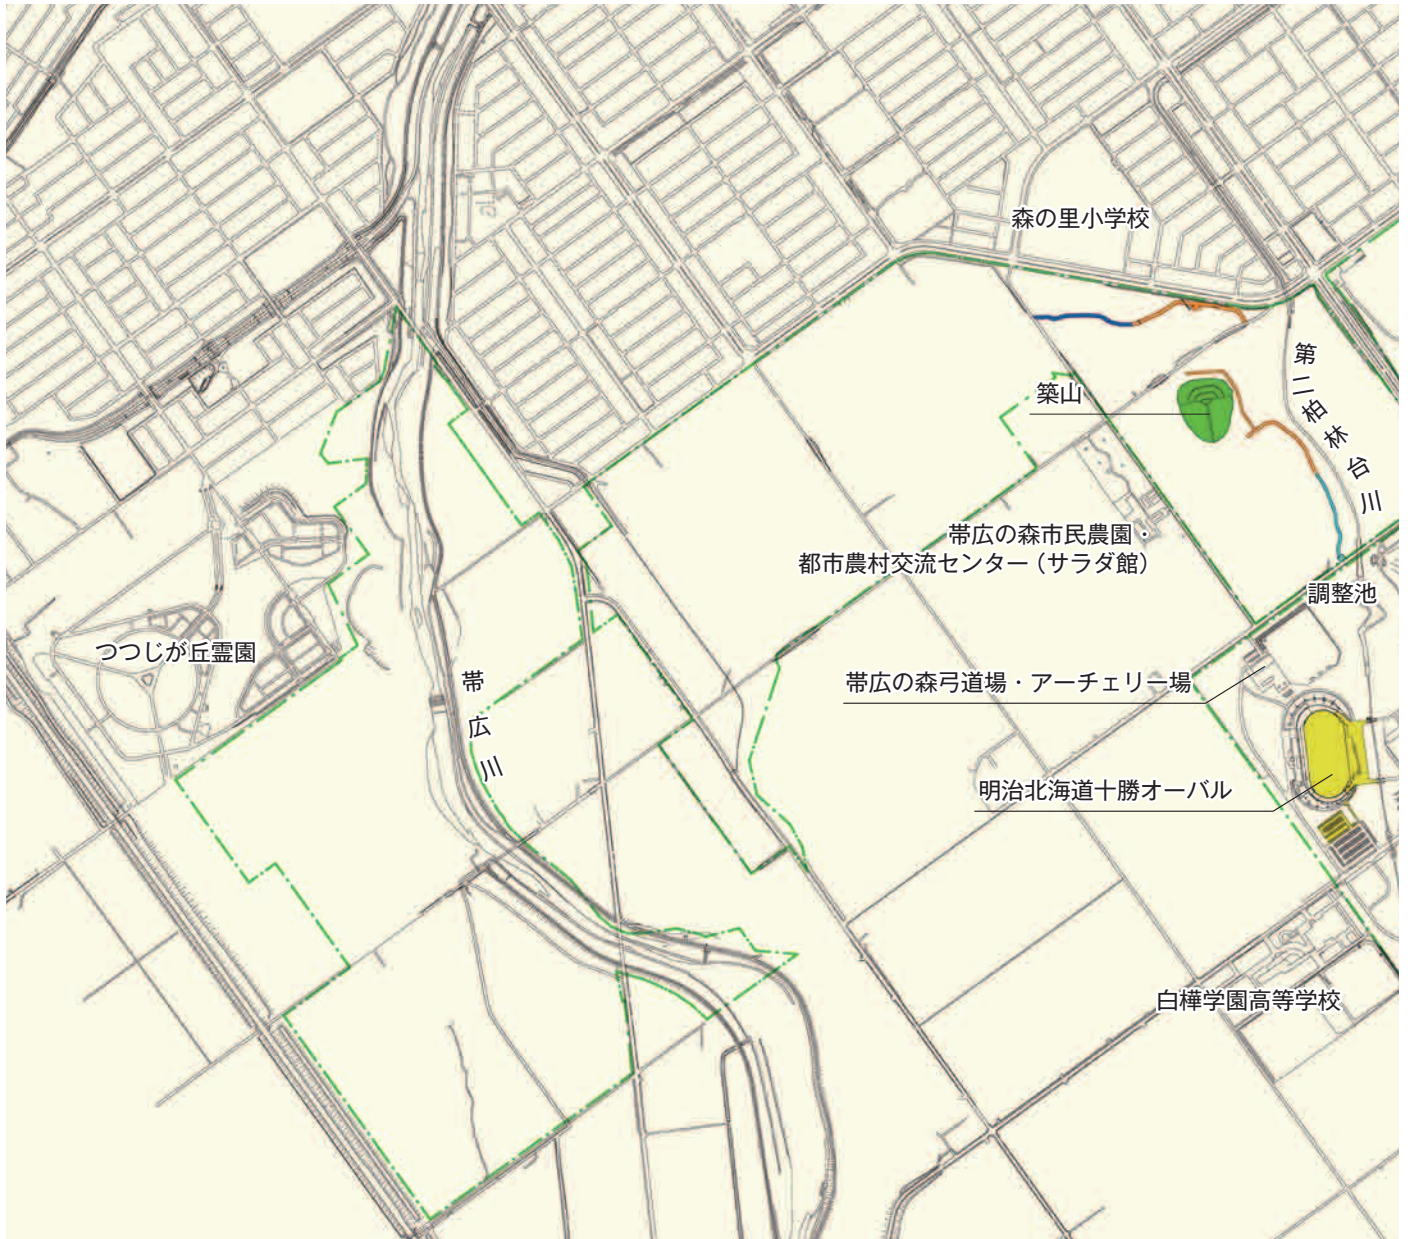 森の里小学校
第二柏林台川
築山
帯広の森市民農園・
都市農村交流センター（サラダ館）
調整池
つつじが丘霊園
帯広川
帯広の森弓道場・アーチェリー場
明治北海道十勝オーバル
白樺学園高等学校